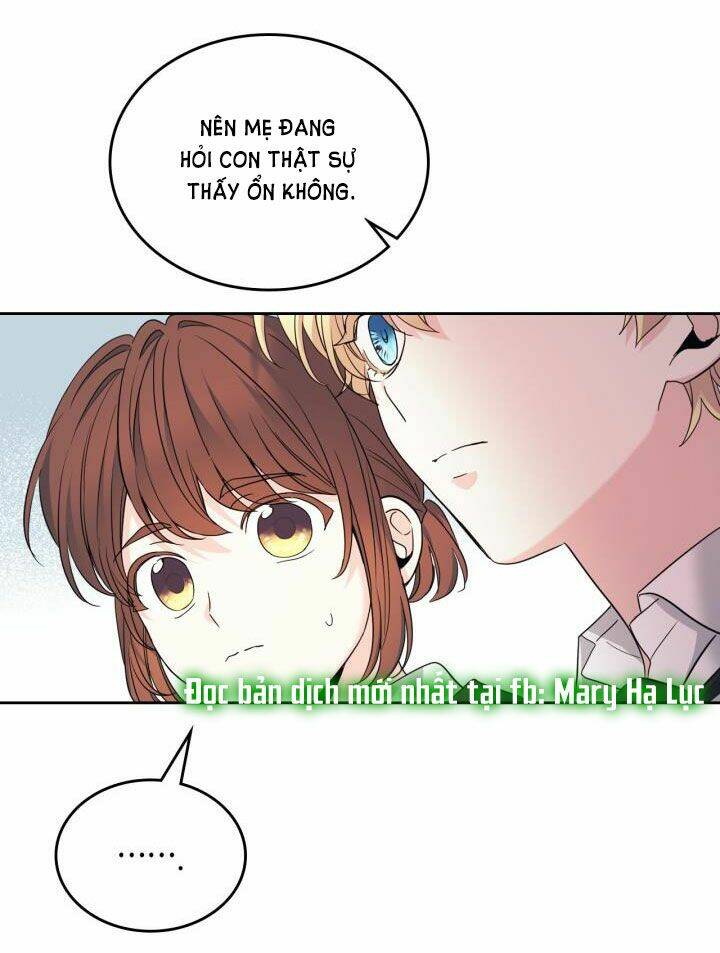 NÊN MẸ ĐANG
HỎI CON THẬT SỰ
THẤY ỔN KHÔNG.
Đọc bản dịch mới nhất tại fb: Mary Hạ Lục
.......